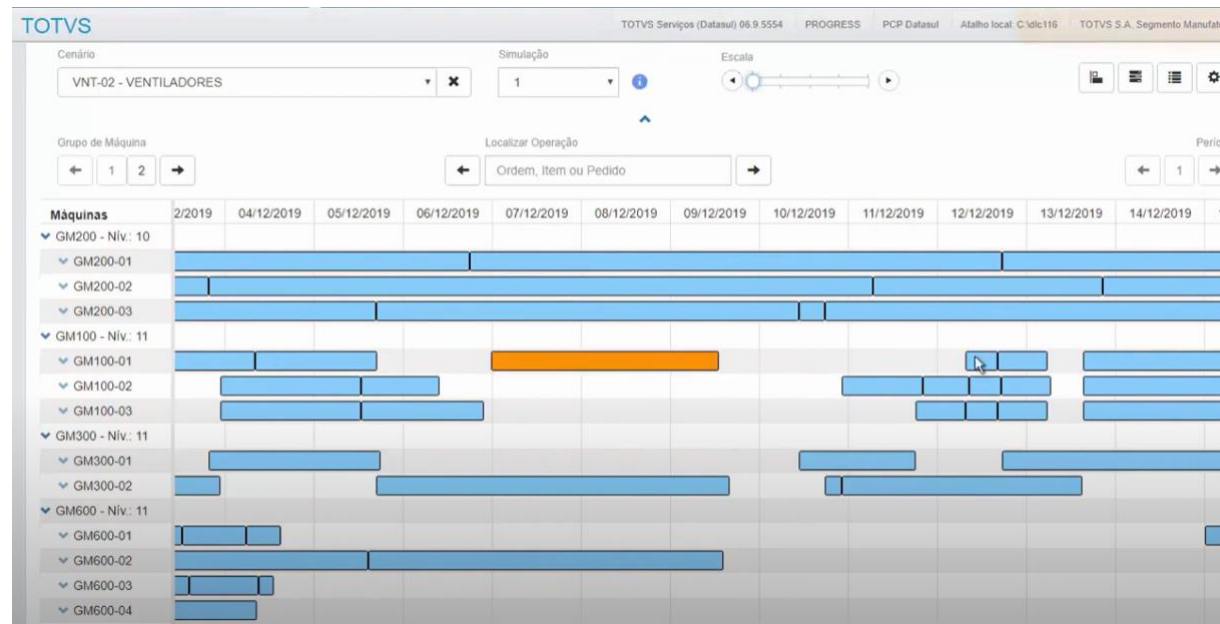 TOTVS
TOTVS Serviços (Datasul) 06.9.5554 PROGRESS PCP Datasul Atalho local: C:\dlc116 TOTVS S.A. Segmento Manufat
Cenário Simulação Escala
VNT-02 - VENTILADORES 1
Grupo de Máquina Localizar Operação Perío
1 2 Ordem, Item ou Pedido 1
Máquinas 2/2019 04/12/2019 05/12/2019 06/12/2019 07/12/2019 08/12/2019 09/12/2019 10/12/2019 11/12/2019 12/12/2019 13/12/2019 14/12/2019
GM200 - Nív.: 10
GM200-01
GM200-02
GM200-03
GM100 - Nív.: 11
GM100-01
GM100-02
GM100-03
GM300 - Nív.: 11
GM300-01
GM300-02
GM600 - Nív.: 11
GM600-01
GM600-02
GM600-03
GM600-04